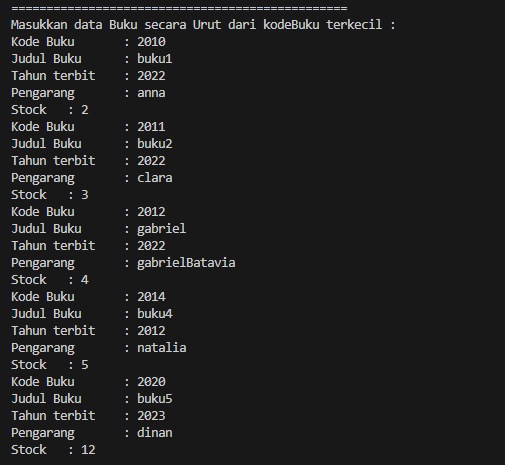 ================================================
Masukkan data Buku secara Urut dari kodeBuku terkecil :
Kode Buku : 2010
Judul Buku : buku1
Tahun terbit : 2022
Pengarang : anna
Stock : 2
Kode Buku : 2011
Judul Buku : buku2
Tahun terbit : 2022
Pengarang : clara
Stock : 3
Kode Buku : 2012
Judul Buku : gabriel
Tahun terbit : 2022
Pengarang : gabrielBatavia
Stock : 4
Kode Buku : 2014
Judul Buku : buku4
Tahun terbit : 2012
Pengarang : natalia
Stock : 5
Kode Buku : 2020
Judul Buku : buku5
Tahun terbit : 2023
Pengarang : dinan
Stock : 12